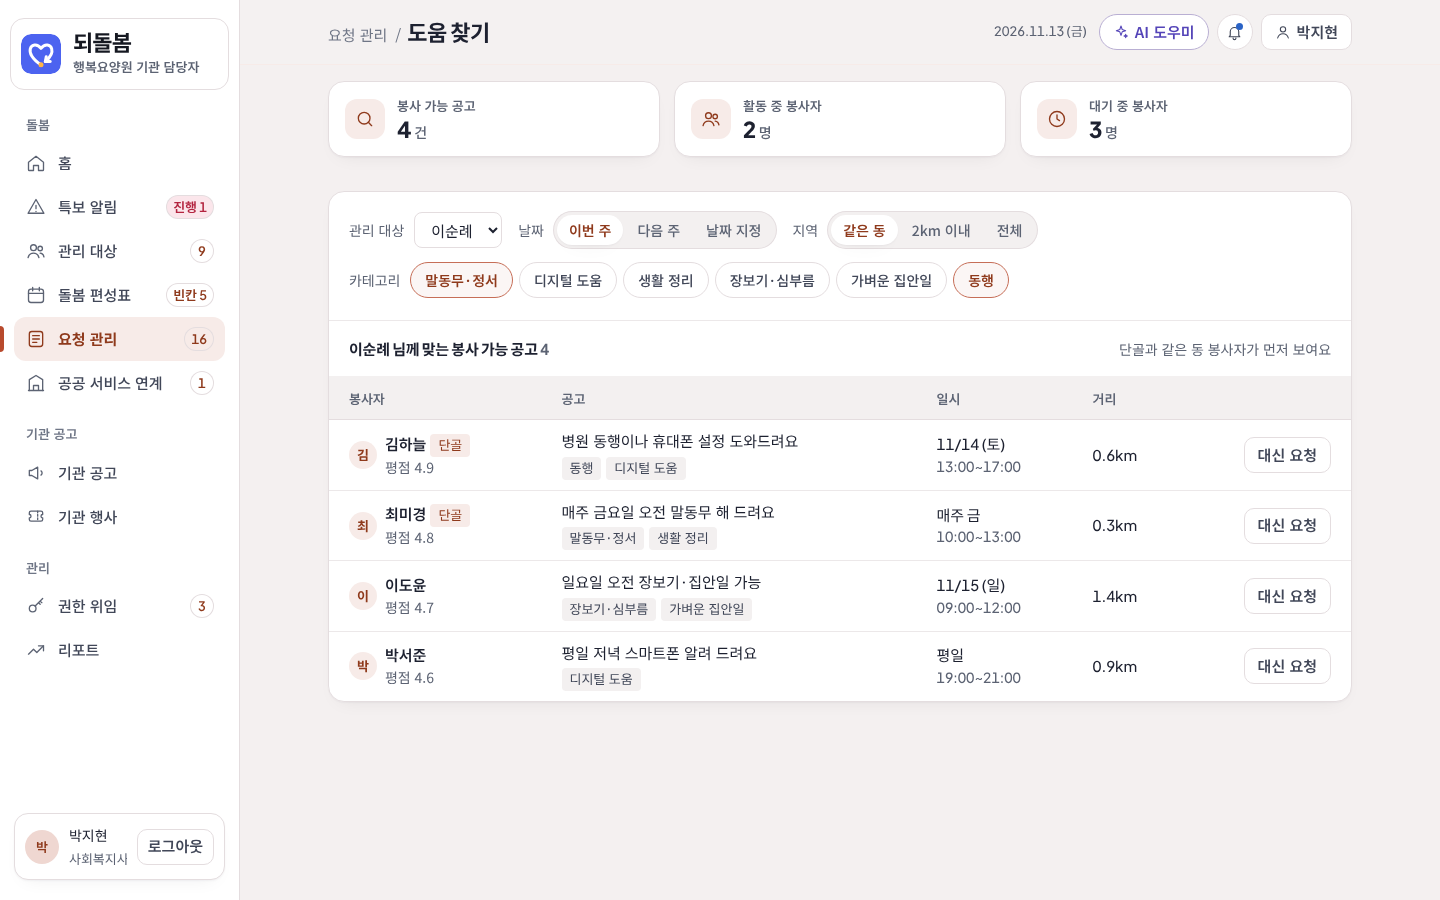 되돌봄
행복요양원 기관 담당자
돌봄
홈
특보 알림 진행 1
관리 대상 9
돌봄 편성표 빈칸 5
요청 관리 16
공공 서비스 연계 1
기관 공고
기관 공고
기관 행사
관리
권한 위임 3
리포트
박 박지현 로그아웃
사회복지사
요청 관리 / 도움 찾기
2026.11.13 (금) AI 도우미 박지현
봉사 가능 공고
4 건
활동 중 봉사자
2 명
대기 중 봉사자
3 명
관리 대상 이순례 날짜 이번 주 다음 주 날짜 지정 지역 같은 동 2km 이내 전체
카테고리 말동무·정서 디지털 도움 생활 정리 장보기·심부름 가벼운 집안일 동행
이순례 님께 맞는 봉사 가능 공고 4 단골과 같은 동 봉사자가 먼저 보여요
봉사자 공고 일시 거리
김 김하늘 단골 병원 동행이나 휴대폰 설정 도와드려요 11/14 (토) 0.6km 대신 요청
평점 4.9 동행 디지털 도움 13:00~17:00
최 최미경 단골 매주 금요일 오전 말동무 해 드려요 매주 금 0.3km 대신 요청
평점 4.8 말동무·정서 생활 정리 10:00~13:00
이 이도윤 일요일 오전 장보기·집안일 가능 11/15 (일) 1.4km 대신 요청
평점 4.7 장보기·심부름 가벼운 집안일 09:00~12:00
박 박서준 평일 저녁 스마트폰 알려 드려요 평일 0.9km 대신 요청
평점 4.6 디지털 도움 19:00~21:00